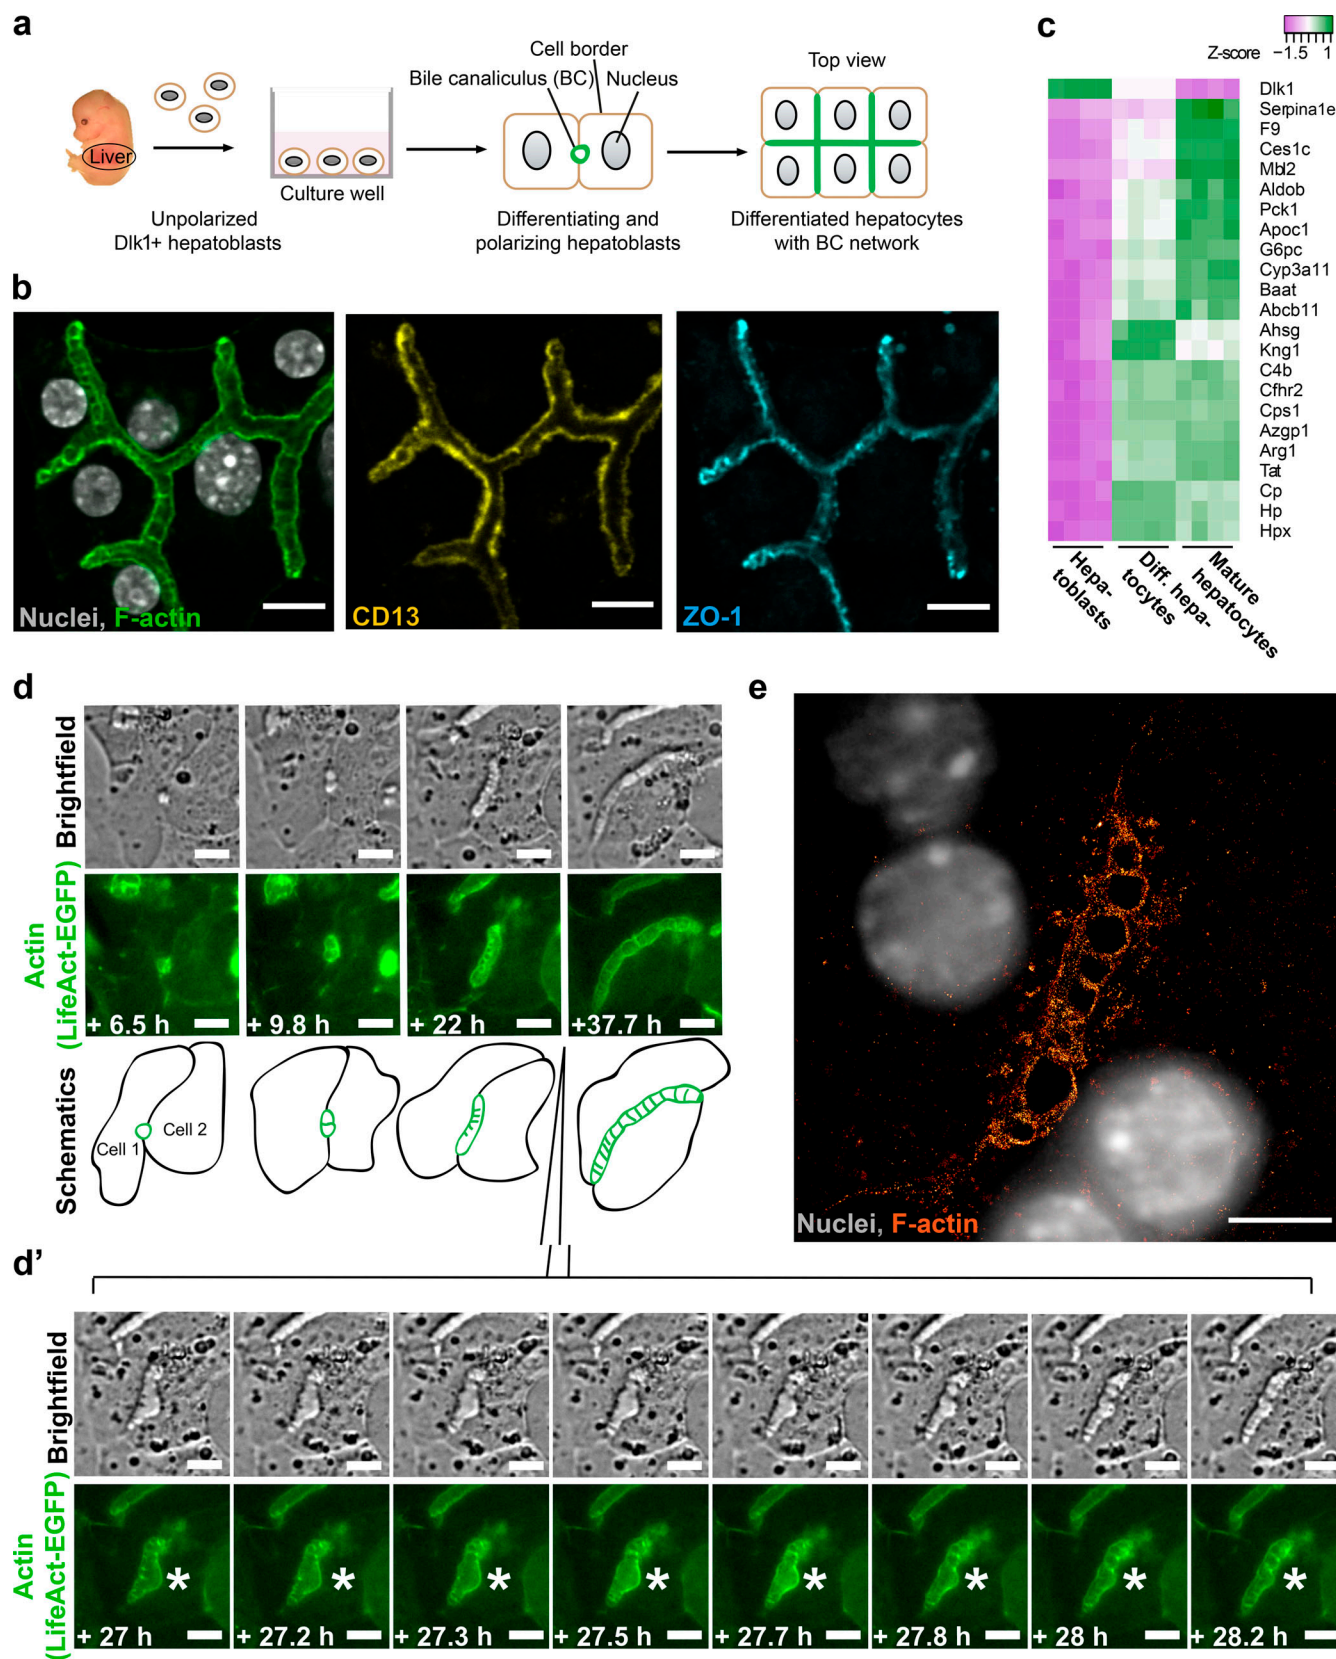 a
Liver
Unpolarized
Dlk1+ hepatoblasts
Culture well
Cell border
Bile canaliculus (BC)
Nucleus
Differentiating and
polarizing hepatoblasts
Top view
Differentiated hepatocytes
with BC network
b
Nuclei, F-actin
CD13
ZO-1
c
Z-score
−1.5 1
Dlk1
Serpina1e
F9
Ces1c
Mbl2
Aldob
Pck1
Apoc1
G6pc
Cyp3a11
Baat
Abcb11
Ahsg
Kng1
C4b
Cfhr2
Cps1
Azgp1
Arg1
Tat
Cp
Hp
Hpx
Hepa-
toblasts
Diff. hepa-
tocytes
Mature
hepatocytes
d
Brightfield
Actin
(LifeAct-EGFP)
+ 6.5 h
+ 9.8 h
+ 22 h
+37.7 h
Schematics
Cell 1
Cell 2
e
Nuclei, F-actin
d’
Brightfield
Actin
(LifeAct-EGFP)
* * * * * * * *
+ 27 h
+ 27.2 h
+ 27.3 h
+ 27.5 h
+ 27.7 h
+ 27.8 h
+ 28 h
+ 28.2 h